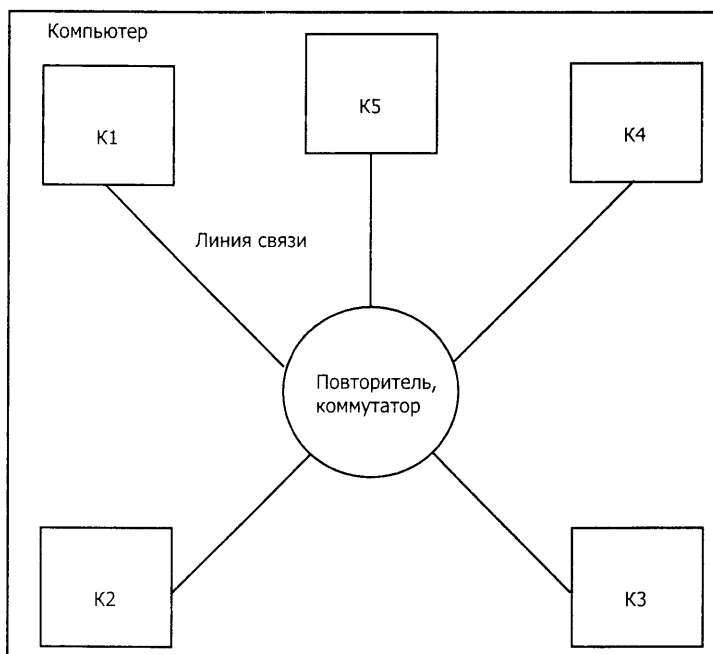 Компьютер
К1
К5
К4
Линия связи
Повторитель,
коммутатор
К2
К3